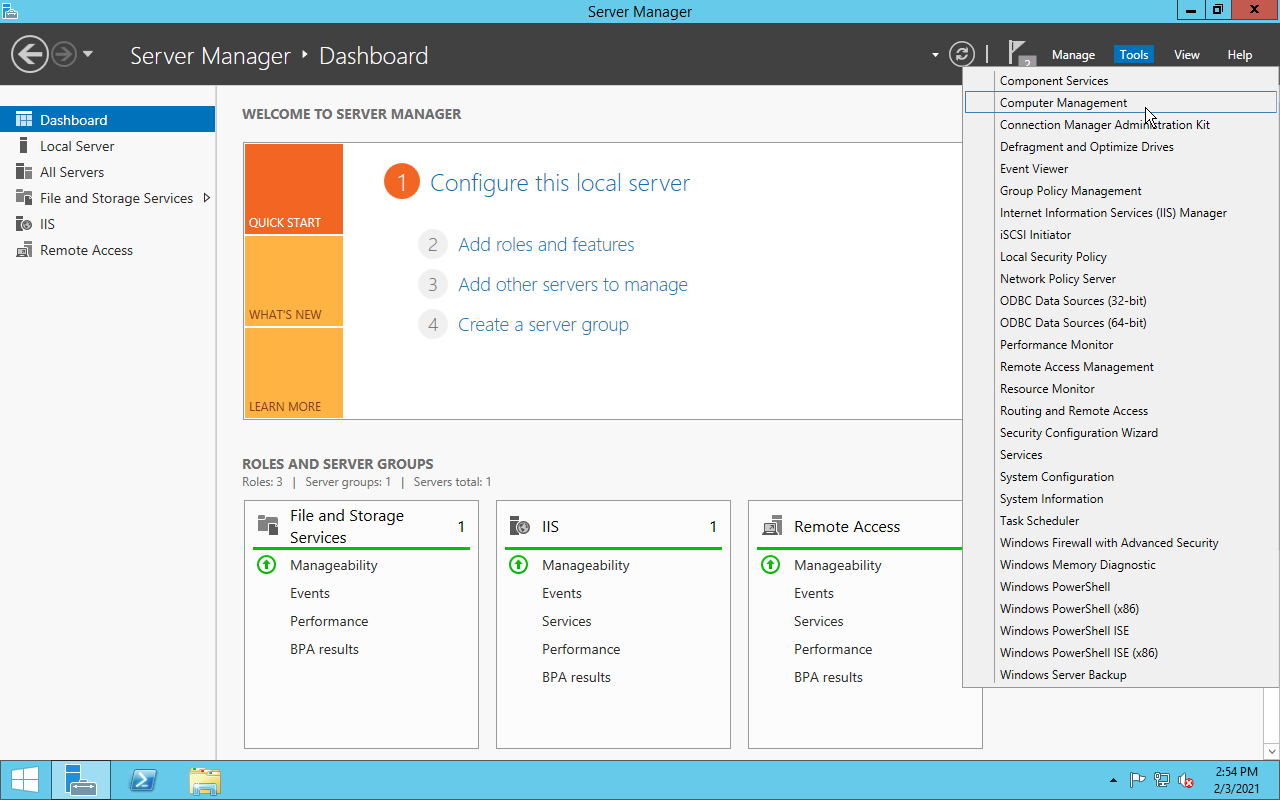 Server Manager
Server Manager ‣ Dashboard
2
Manage
Tools
View
Help
Dashboard
Local Server
All Servers
File and Storage Services
IIS
Remote Access
WELCOME TO SERVER MANAGER
QUICK START
WHAT'S NEW
LEARN MORE
1 Configure this local server
2 Add roles and features
3 Add other servers to manage
4 Create a server group
ROLES AND SERVER GROUPS
Roles: 3 | Server groups: 1 | Servers total: 1
File and Storage
Services
1
Manageability
Events
Performance
BPA results
IIS
1
Manageability
Events
Services
Performance
BPA results
Remote Access
Manageability
Events
Services
Performance
BPA results
Component Services
Computer Management
Connection Manager Administration Kit
Defragment and Optimize Drives
Event Viewer
Group Policy Management
Internet Information Services (IIS) Manager
iSCSI Initiator
Local Security Policy
Network Policy Server
ODBC Data Sources (32-bit)
ODBC Data Sources (64-bit)
Performance Monitor
Remote Access Management
Resource Monitor
Routing and Remote Access
Security Configuration Wizard
Services
System Configuration
System Information
Task Scheduler
Windows Firewall with Advanced Security
Windows Memory Diagnostic
Windows PowerShell
Windows PowerShell (x86)
Windows PowerShell ISE
Windows PowerShell ISE (x86)
Windows Server Backup
2:54 PM
2/3/2021